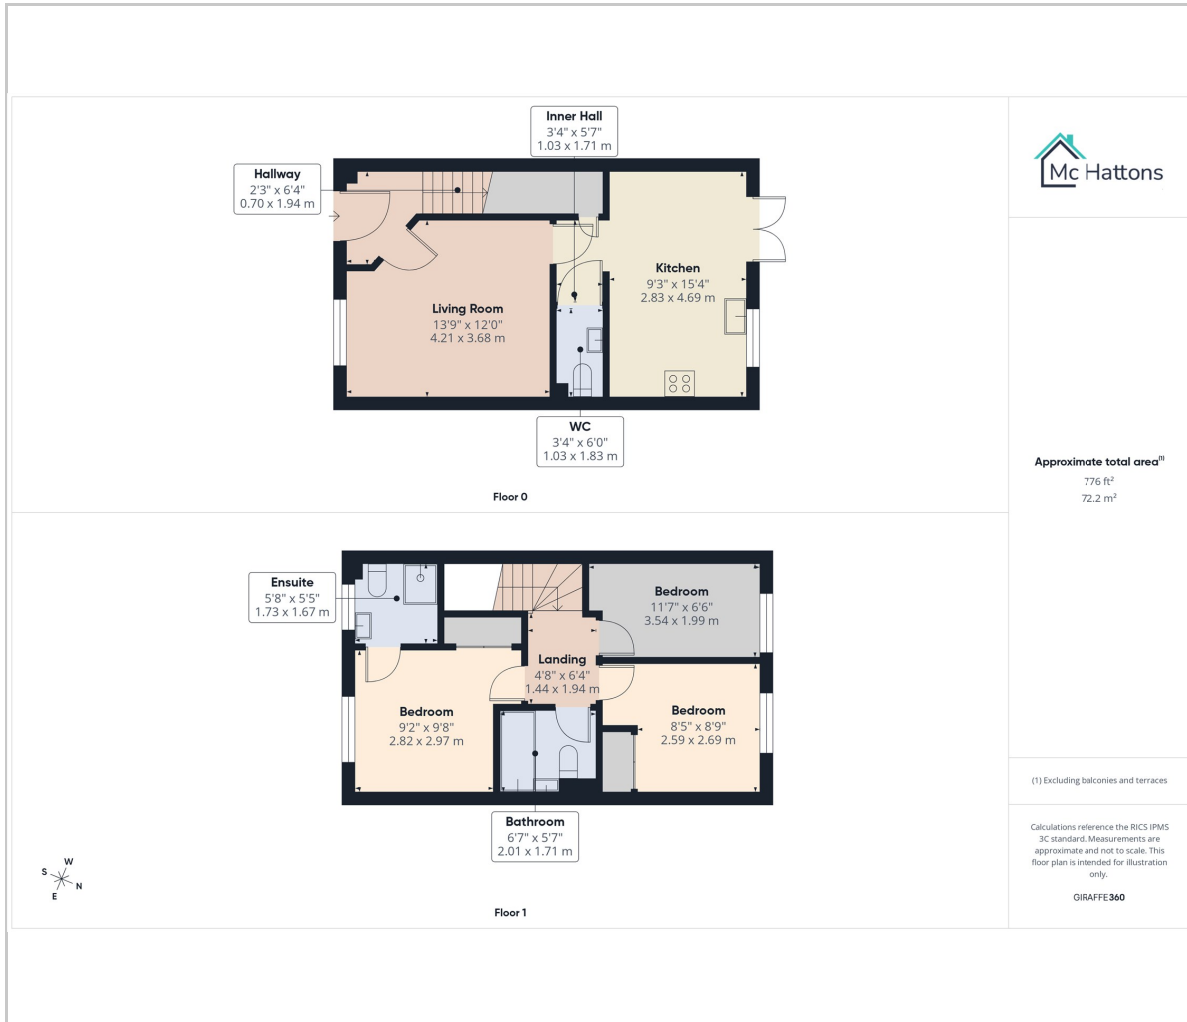 Inner Hall
3'4" x 5'7"
1.03 x 1.71 m
Hallway
2'3" x 6'4"
0.70 x 1.94 m
Kitchen
9'3" x 15'4"
2.83 x 4.69 m
Living Room
13'9" x 12'0"
4.21 x 3.68 m
WC
3'4" x 6'0"
1.03 x 1.83 m
Floor 0
Ensuite
5'8" x 5'5"
1.73 x 1.67 m
Bedroom
11'7" x 6'6"
3.54 x 1.99 m
Landing
4'8" x 6'4"
1.44 x 1.94 m
Bedroom
9'2" x 9'8"
2.82 x 2.97 m
Bedroom
8'5" x 8'9"
2.59 x 2.69 m
Bathroom
6'7" x 5'7"
2.01 x 1.71 m
W
S
N
E
Floor 1
Mc Hattons
Approximate total area(1)
776 ft²
72.2 m²
(1) Excluding balconies and terraces
Calculations reference the RICS IPMS
3C standard. Measurements are
approximate and not to scale. This
floor plan is intended for illustration
only.
GIRAFFE360